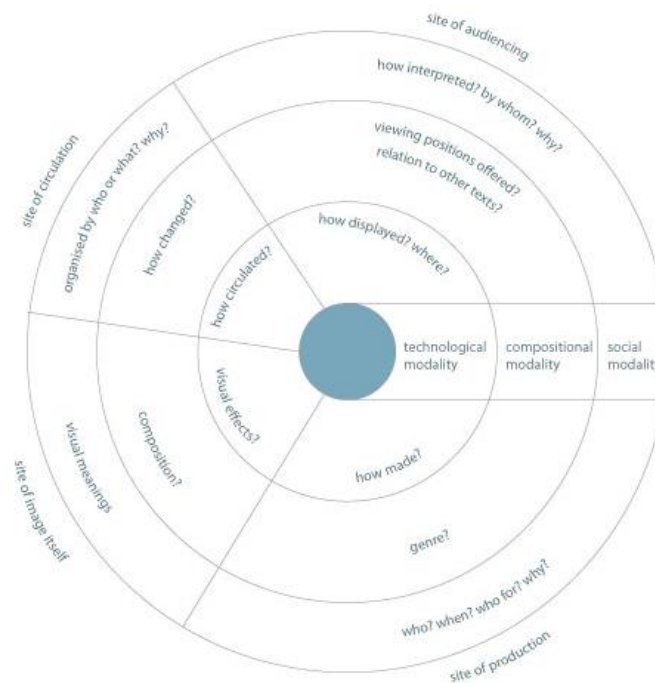 site of audiencing
how interpreted? by whom? why?
viewing positions offered?
relation to other texts?
how displayed? where?
site of circulation
organised by who or what? why?
how changed?
how circulated?
technological
modality
compositional
modality
social
modalit
visual effects?
composition?
visual meanings
site of image itself
how made?
genre?
who? when? who for? why?
site of production